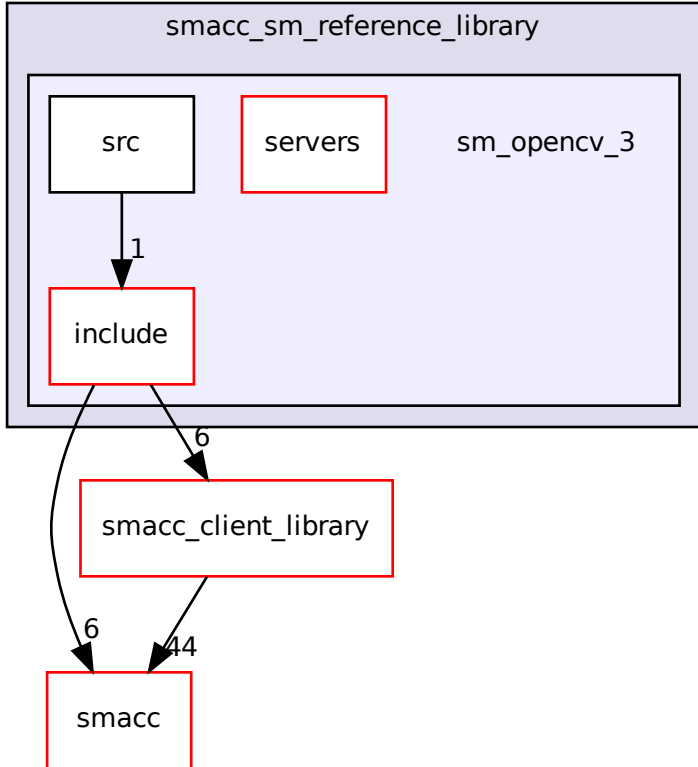 smacc_sm_reference_library
src
servers
sm_opencv_3
1
include
6
smacc_client_library
6
44
smacc